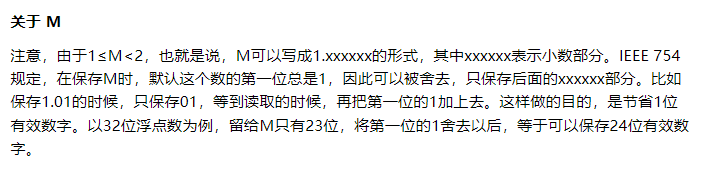 关于 M
注意，由于1≤M<2，也就是说，M可以写成1.xxxxxx的形式，其中xxxxxx表示小数部分。IEEE 754
规定，在保存M时，默认这个数的第一位总是1，因此可以被舍去，只保存后面的xxxxxx部分。比如
保存1.01的时候，只保存01，等到读取的时候，再把第一位的1加上去。这样做的目的，是节省1位
有效数字。以32位浮点数为例，留给M只有23位，将第一位的1舍去以后，等于可以保存24位有效数
字。